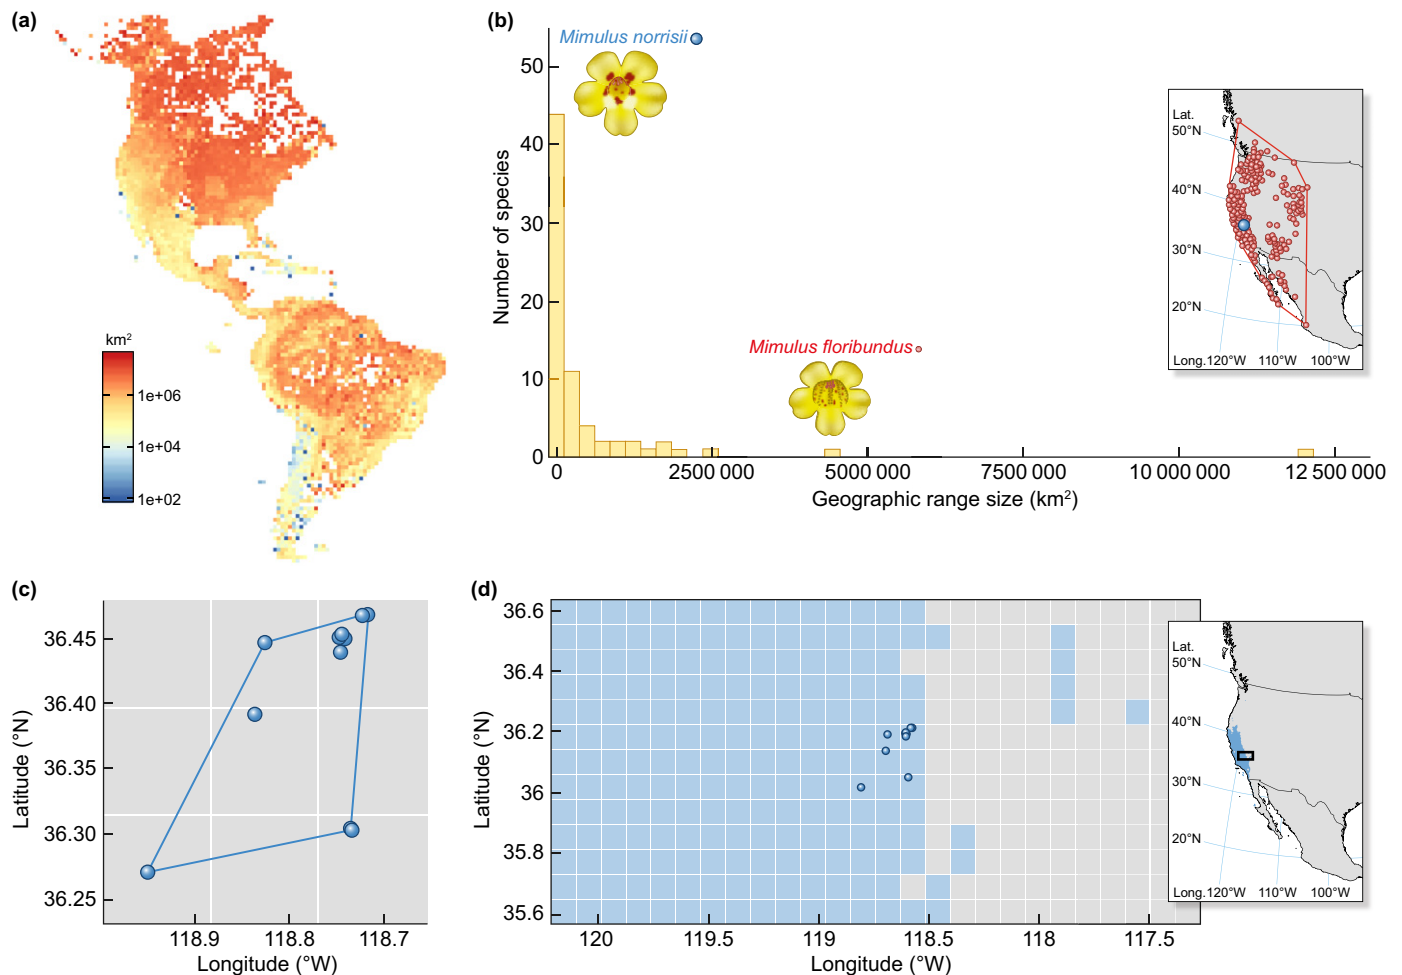 (a)
km²
1e+06
1e+04
1e+02
(b)
Mimulus norrisii
Mimulus floribundus
Number of species
50
40
30
20
10
0
0
2500 000
5000 000
7500 000
10 000 000
12 500 000
Geographic range size (km²)
Lat.
50°N
40°N
30°N
20°N
Long.
120°W
110°W
100°W
(c)
Latitude (°N)
36.45
36.40
36.35
36.30
36.25
118.9
118.8
118.7
Longitude (°W)
(d)
Latitude (°N)
36.6
36.4
36.2
36
35.8
35.6
120
119.5
119
118.5
118
117.5
Longitude (°W)
Lat.
50°N
40°N
30°N
20°N
Long.
120°W
110°W
100°W